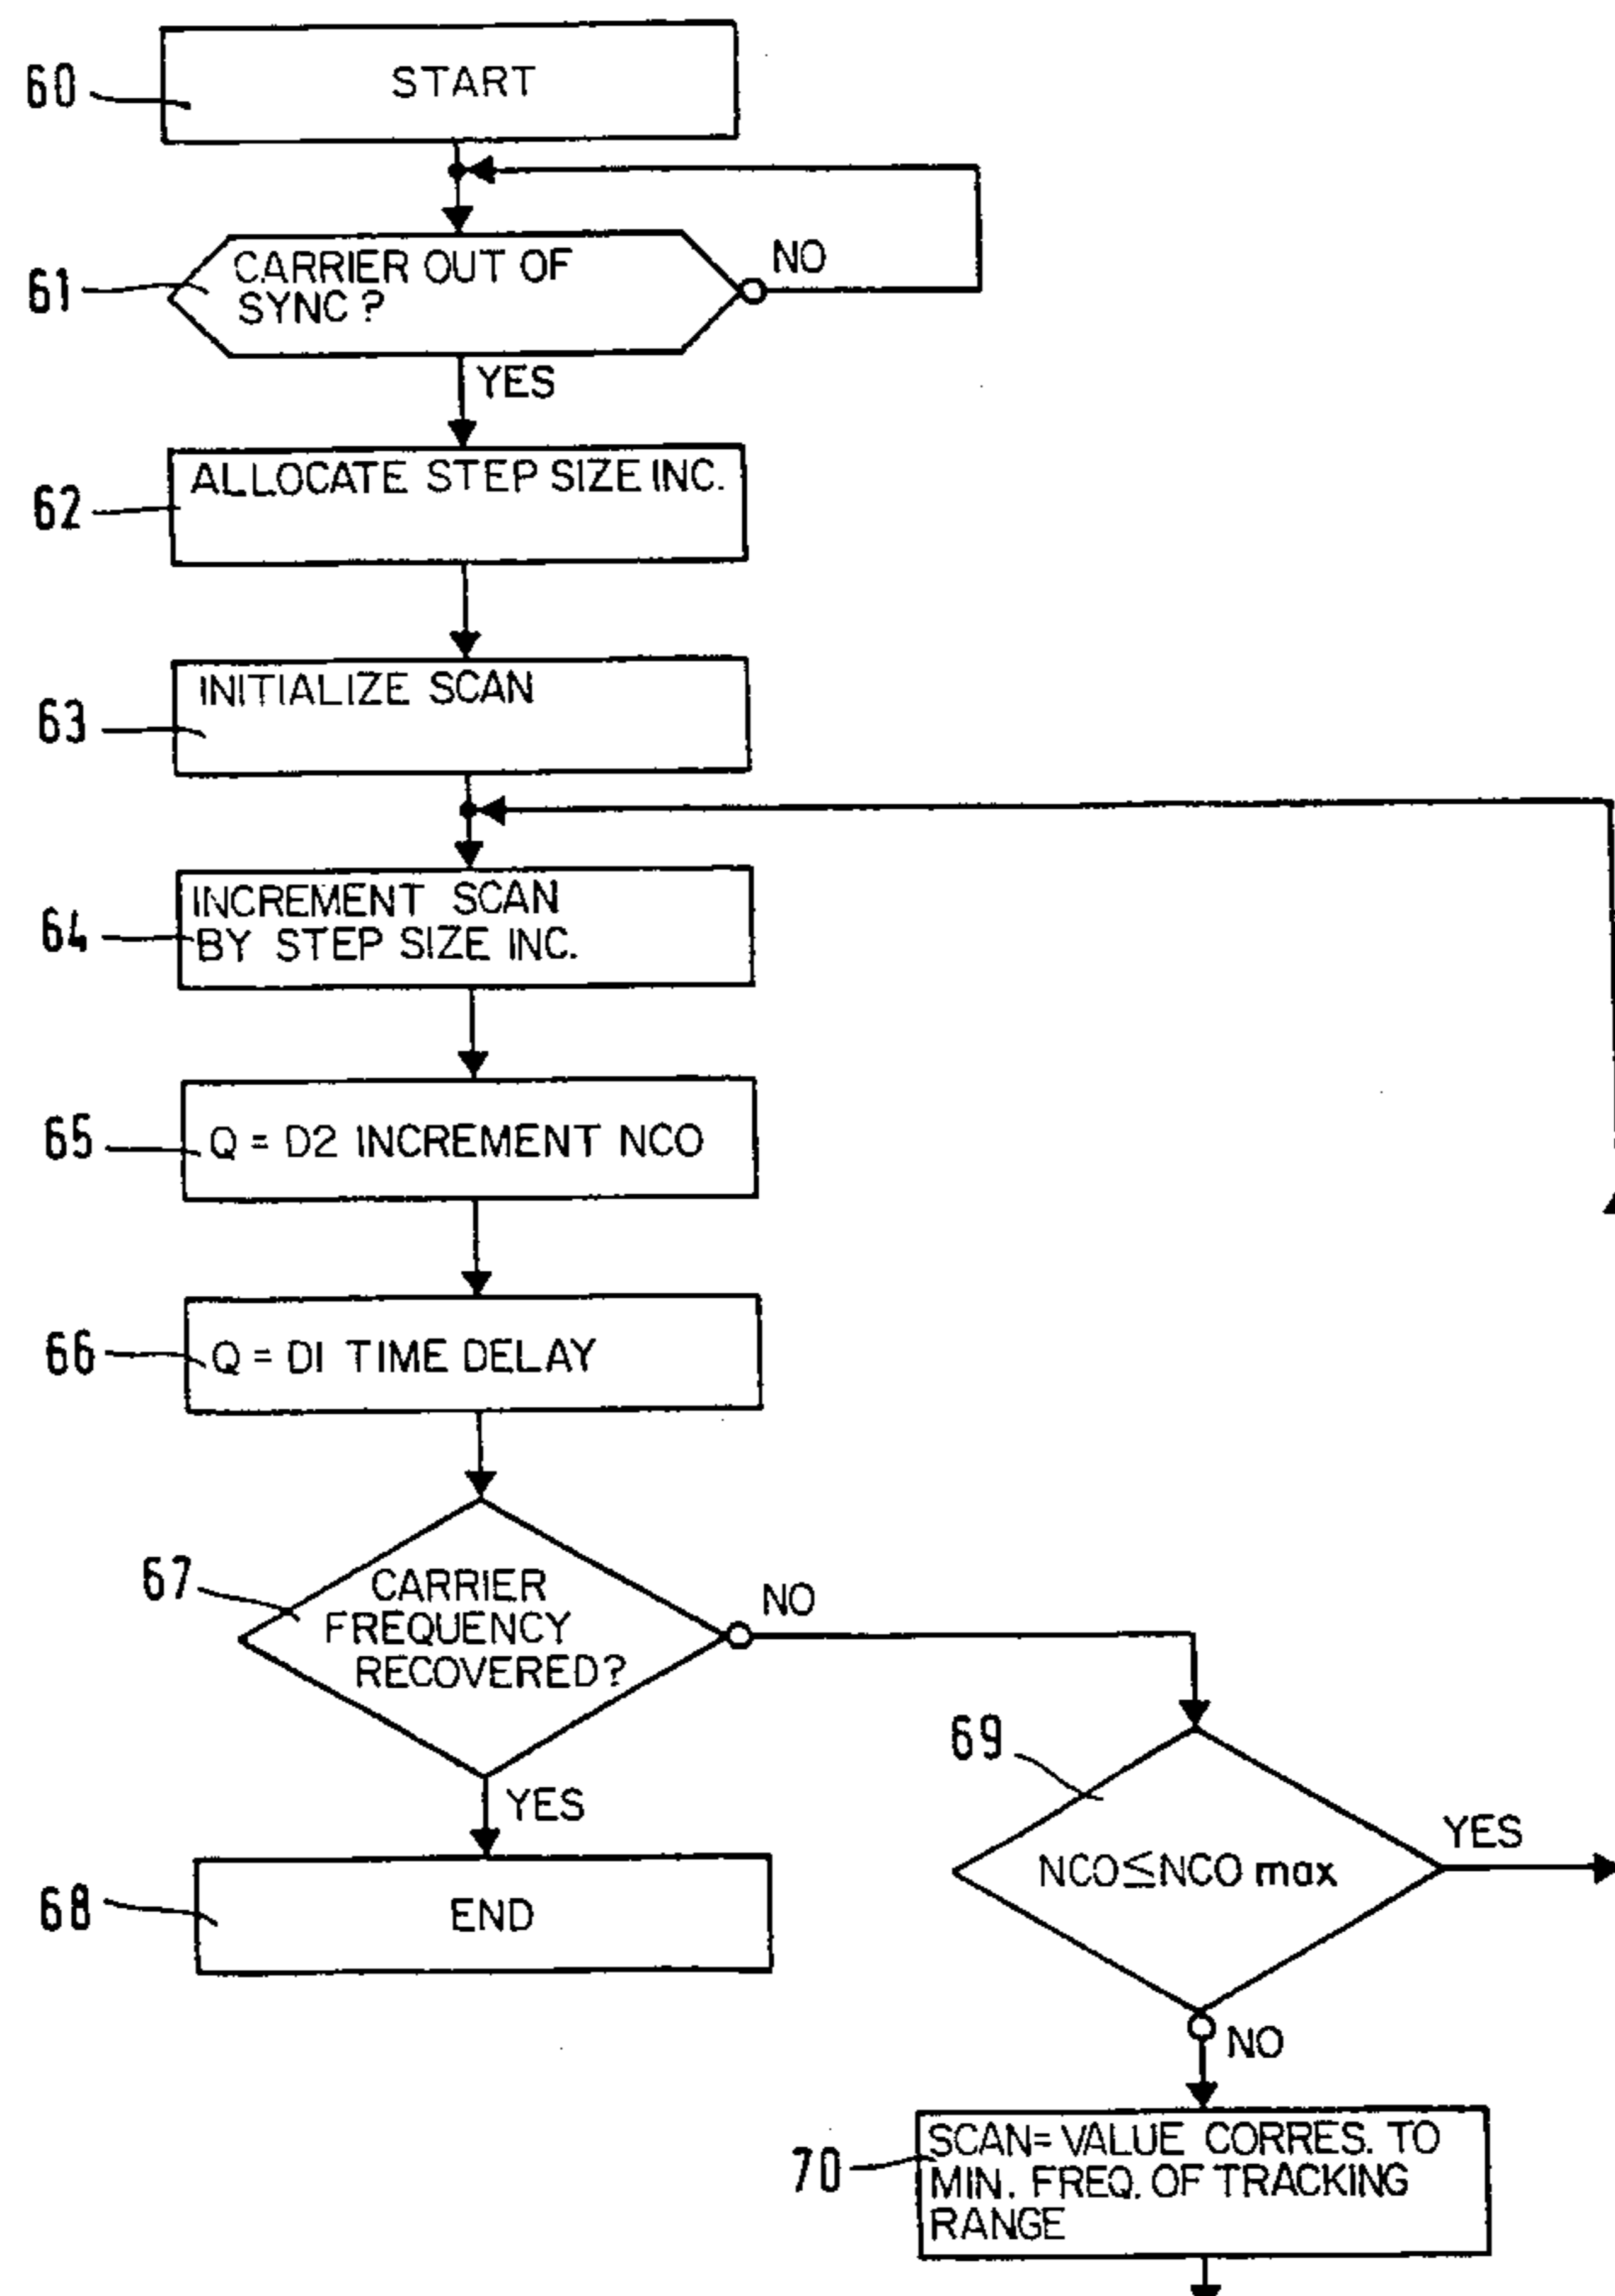 60
START
61
CARRIER OUT OF
SYNC?
NO
YES
62
ALLOCATE STEP SIZE INC.
63
INITIALIZE SCAN
64
INCREMENT SCAN
BY STEP SIZE INC.
65
Q = D2 INCREMENT NCO
66
Q = D1 TIME DELAY
67
CARRIER
FREQUENCY
RECOVERED?
NO
YES
68
END
69
NCO≤NCO max
YES
NO
70
SCAN=VALUE CORRES. TO
MIN. FREQ. OF TRACKING
RANGE